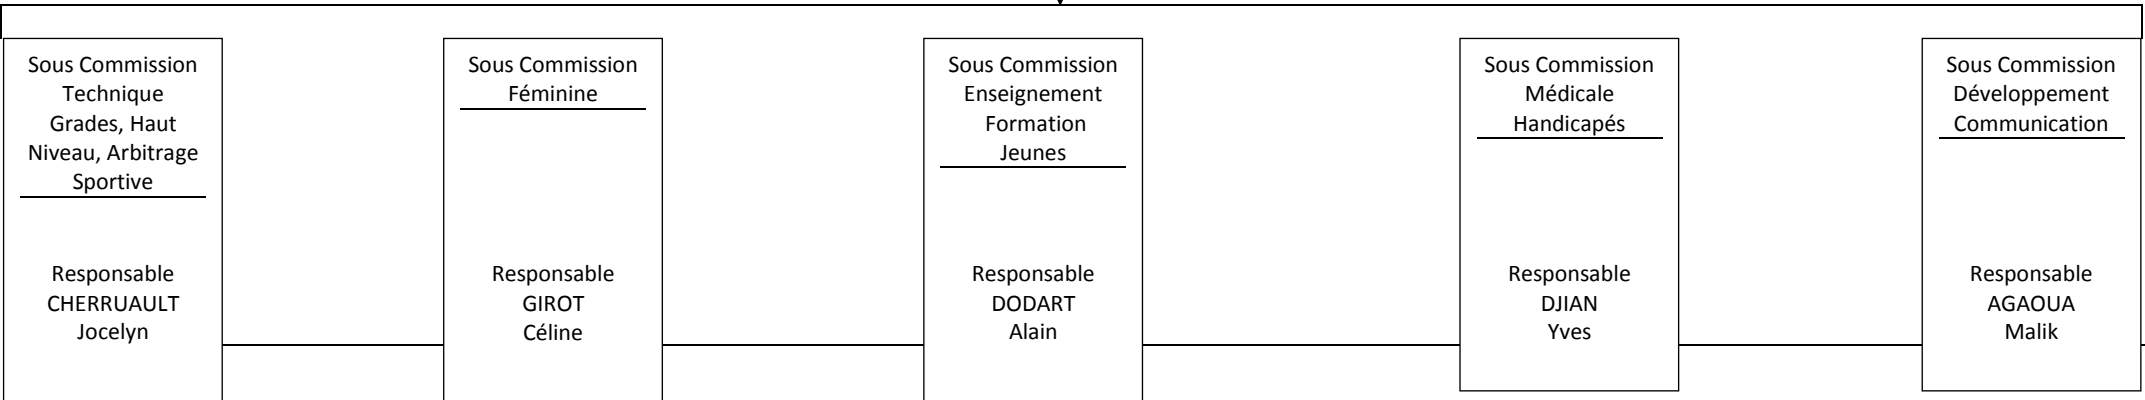 Sous Commission
Technique
Grades, Haut
Niveau, Arbitrage
Sportive
Responsable
CHERRUAULT
Jocelyn
Sous Commission
Féminine
Responsable
GIROT
Céline
Sous Commission
Enseignement
Formation
Jeunes
Responsable
DODART
Alain
Sous Commission
Médicale
Handicapés
Responsable
DJIAN
Yves
Sous Commission
Développement
Communication
Responsable
AGAOUA
Malik